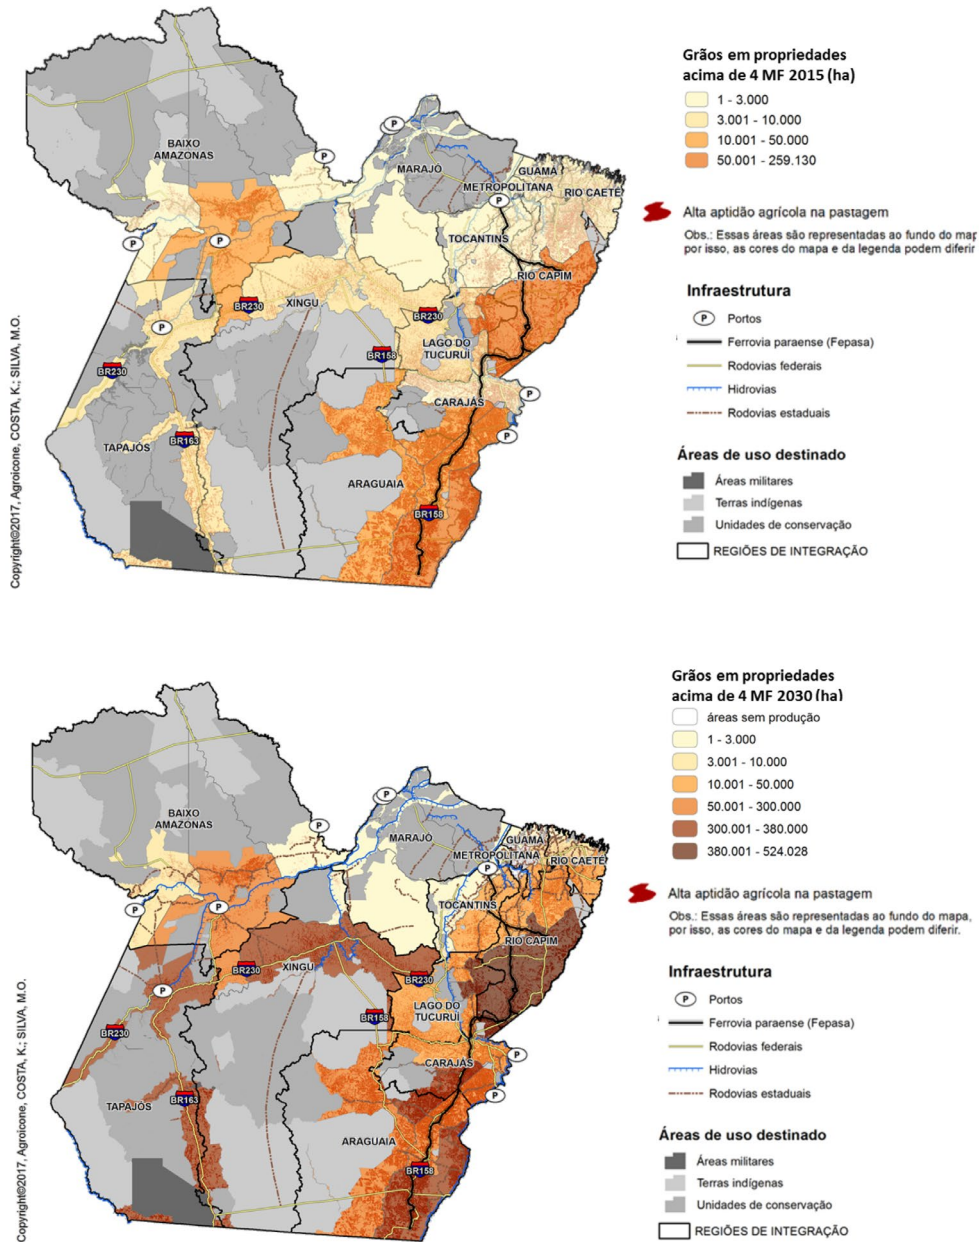 Grãos em propriedades
acima de 4 MF 2015 (ha)
1 - 3.000
3.001 - 10.000
10.001 - 50.000
50.001 - 259.130
Alta aptidão agrícola na pastagem
Obs.: Essas áreas são representadas ao fundo do map
por isso, as cores do mapa e da legenda podem diferir
Infraestrutura
P Portos
Ferrovia paraense (Fepasa)
Rodovias federais
Hidrovias
Rodovias estaduais
Áreas de uso destinado
Áreas militares
Terras indígenas
Unidades de conservação
REGIÕES DE INTEGRAÇÃO
BAIXO
AMAZONAS
P
P
MARAJÓ
GUAMÁ
METROPOLITANA
RIO CAETÉ
P
TOCANTINS
P
P
RIO CAPIM
XINGU
BR230
BR230
P
LAGO DO
TUCURUÍ
BR158
BR230
CARAJÁS
P
P
TAPAJÓS
BR163
ARAGUAIA
BR158
Copyright©2017, Agroicone, COSTA, K.; SILVA, M.O.
Grãos em propriedades
acima de 4 MF 2030 (ha)
áreas sem produção
1 - 3.000
3.001 - 10.000
10.001 - 50.000
50.001 - 300.000
300.001 - 380.000
380.001 - 524.028
Alta aptidão agrícola na pastagem
Obs.: Essas áreas são representadas ao fundo do mapa,
por isso, as cores do mapa e da legenda podem diferir.
Infraestrutura
P Portos
Ferrovia paraense (Fepasa)
Rodovias federais
Hidrovias
Rodovias estaduais
Áreas de uso destinado
Áreas militares
Terras indígenas
Unidades de conservação
REGIÕES DE INTEGRAÇÃO
P
BAIXO
AMAZONAS
P
MARAJÓ
GUAMÁ
METROPOLITANA
RIO CAETÉ
P
TOCANTINS
P
P
RIO CAPIM
XINGU
BR230
BR230
P
LAGO DO
TUCURUÍ
BR158
BR230
P
CARAJÁS
P
TAPAJÓS
BR163
ARAGUAIA
BR158
Copyright©2017, Agroicone, COSTA, K.; SILVA, M.O.